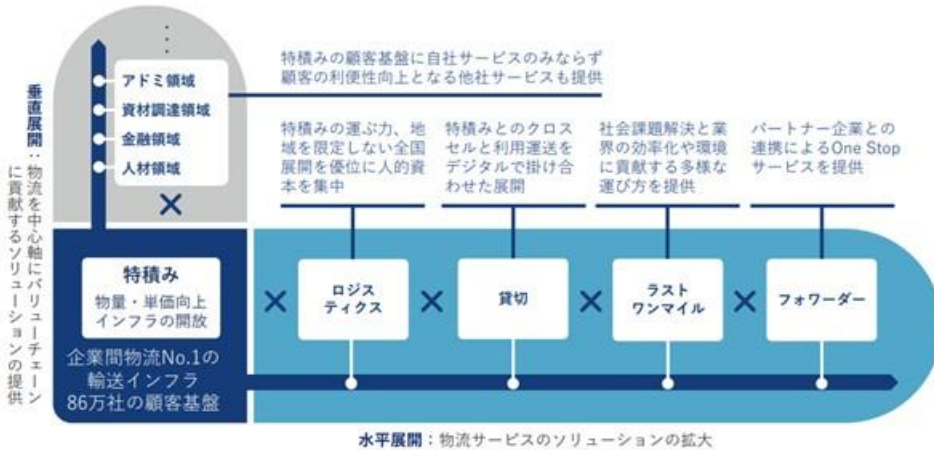 ⋮
アドミ領域
資材調達領域
金融領域
人材領域
×
特積みの顧客基盤に自社サービスのみならず
顧客の利便性向上となる他社サービスも提供
垂直展開：物流を中心軸にバリューチェーン
に貢献するソリューションの提供
特積みの運ぶ力、地
域を限定しない全国
展開を優位に人的資
本を集中
特積みとのクロス
セルと利用運送を
デジタルで掛け合
わせた展開
社会課題解決と業
界の効率化や環境
に貢献する多様な
運び方を提供
パートナー企業との
連携によるOne Stop
サービスを提供
特積み
物量・単価向上
インフラの開放
企業間物流No.1の
輸送インフラ
86万社の顧客基盤
×
ロジス
ティクス
×
貸切
×
ラスト
ワンマイル
×
フォワーダー
水平展開：物流サービスのソリューションの拡大